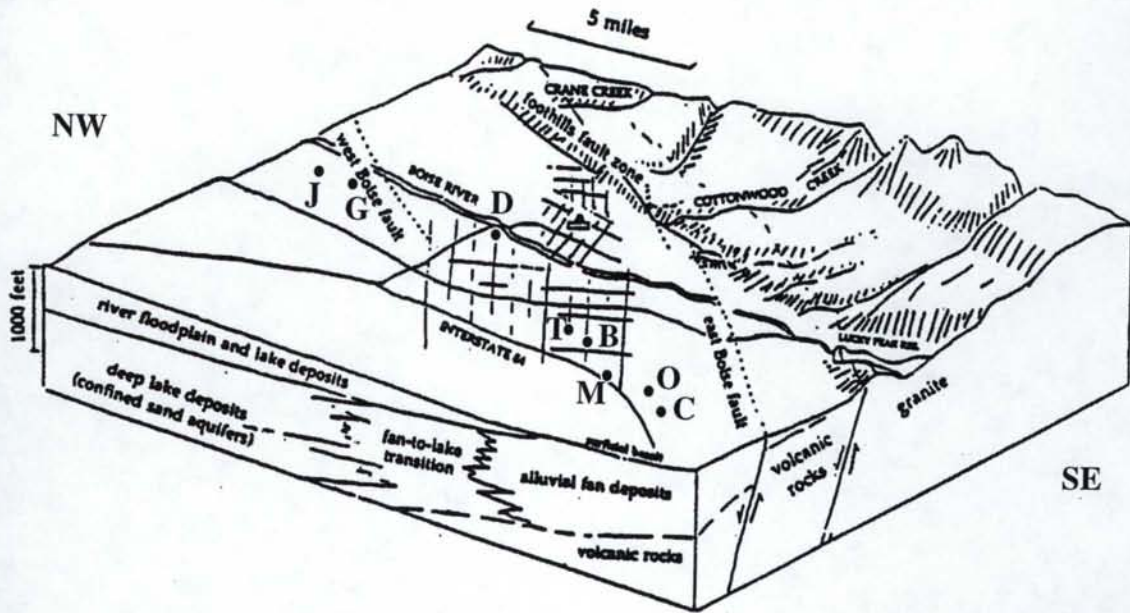 5 miles
NW
CRANE CREEK
foothills fault zone
west Boise fault
BOISE RIVER
COTTONWOOD
CREEK
J
G
D
1000 feet
river floodplain and lake deposits
INTERSTATE 84
east Boise fault
LUCKY PEAK RES.
B
M
O
C
deep lake deposits
(confined sand aquifers)
fan-to-lake
transition
surficial basalt
alluvial fan deposits
volcanic rocks
volcanic
rocks
granite
SE